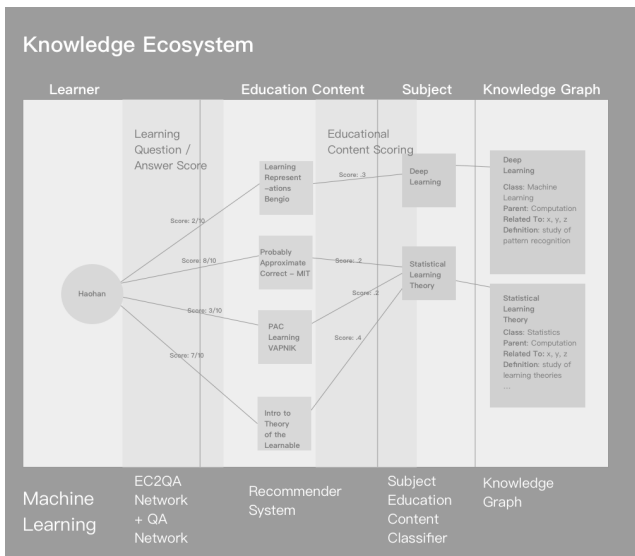 Knowledge Ecosystem
Learner
Education Content
Subject
Knowledge Graph
Learning
Question /
Answer Score
Educational
Content Scoring
Haohan
Score: 2/10
Score: 8/10
Score: 3/10
Score: 7/10
Learning
Represent
-ations
Bengio
Probably
Approximate
Correct - MIT
PAC
Learning
VAPNIK
Intro to
Theory
of the
Learnable
Score: .3
Score: .2
Score: .2
Score: .4
Deep
Learning
Statistical
Learning
Theory
Deep
Learning
Class: Machine
Learning
Parent: Computation
Related To: x, y, z
Definition: study of
pattern recognition
Statistical
Learning
Theory
Class: Statistics
Parent: Computation
Related To: x, y, z
Definition: study of
learning theories
...
Machine
Learning
EC2QA
Network
+ QA
Network
Recommender
System
Subject
Education
Content
Classifier
Knowledge
Graph